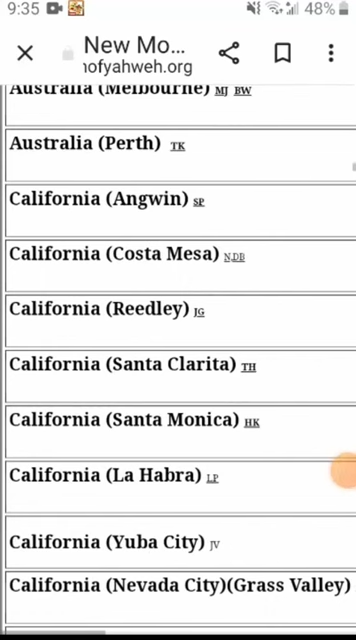 9:35 48%
New Mo...
nofyahweh.org
Australia (Melbourne) MJ BW
Australia (Perth) TK
California (Angwin) SP
California (Costa Mesa) N,DB
California (Reedley) JG
California (Santa Clarita) TH
California (Santa Monica) HK
California (La Habra) LP
California (Yuba City) JV
California (Nevada City)(Grass Valley)